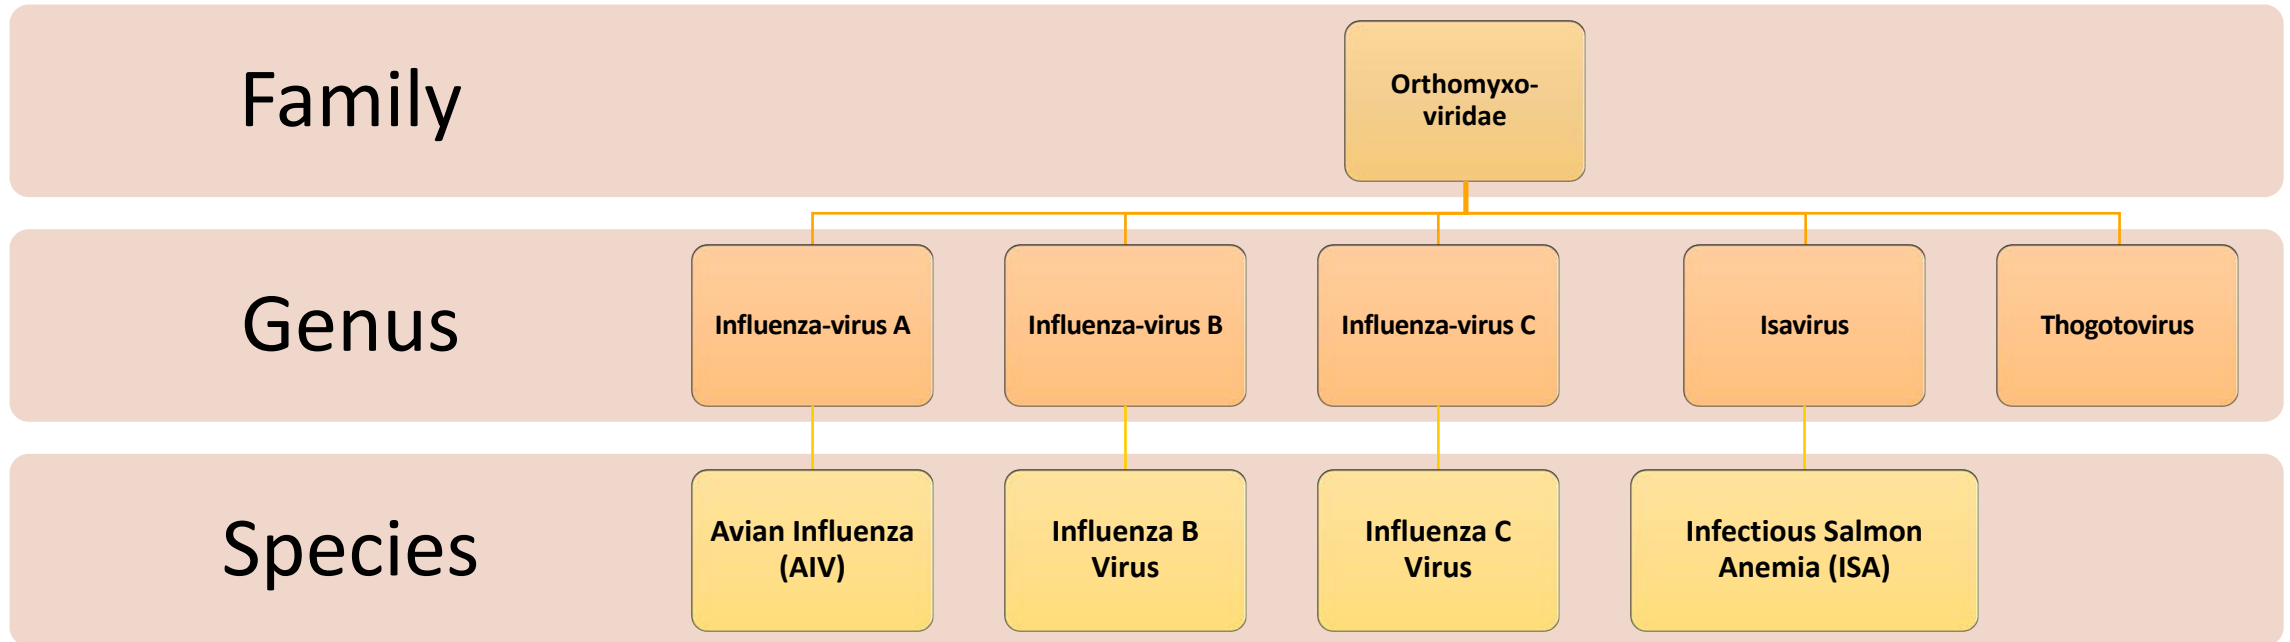 Family
Orthomyxo-
viridae
Genus
Influenza-virus A
Influenza-virus B
Influenza-virus C
Isavirus
Thogotovirus
Species
Avian Influenza
(AIV)
Influenza B
Virus
Influenza C
Virus
Infectious Salmon
Anemia (ISA)